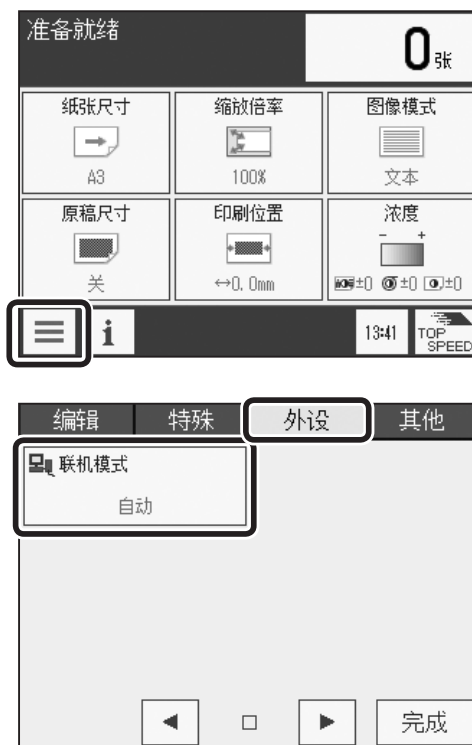 准备就绪
0张
纸张尺寸 缩放倍率 图像模式
A3 100% 文本
原稿尺寸 印刷位置 浓度
- +
关 ↔0.0mm ±0 ±0 ±0
i 13:41 TOP SPEED
编辑 特殊 外设 其他
联机模式
自动
完成